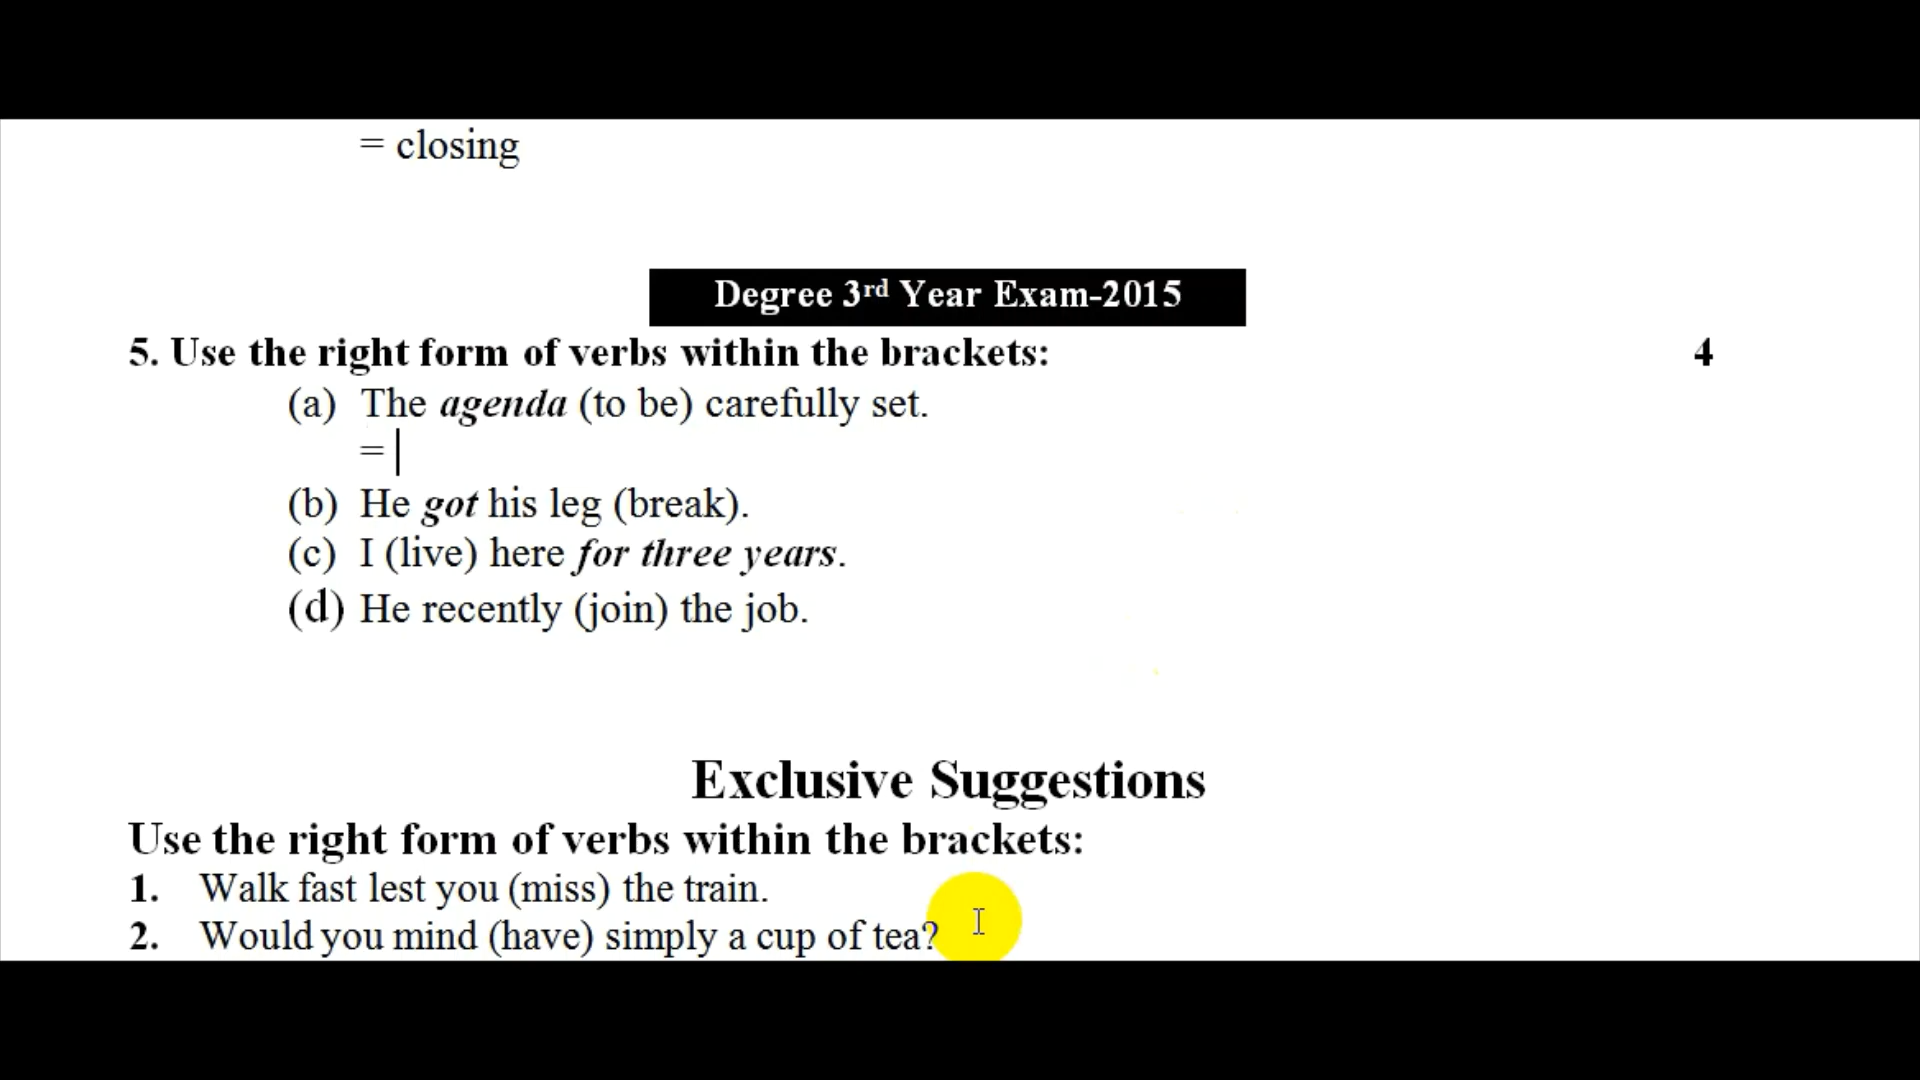 = closing
Degree 3rd Year Exam-2015
5. Use the right form of verbs within the brackets: 4
(a) The agenda (to be) carefully set.
=
(b) He got his leg (break).
(c) I (live) here for three years.
(d) He recently (join) the job.
Exclusive Suggestions
Use the right form of verbs within the brackets:
1. Walk fast lest you (miss) the train.
2. Would you mind (have) simply a cup of tea?